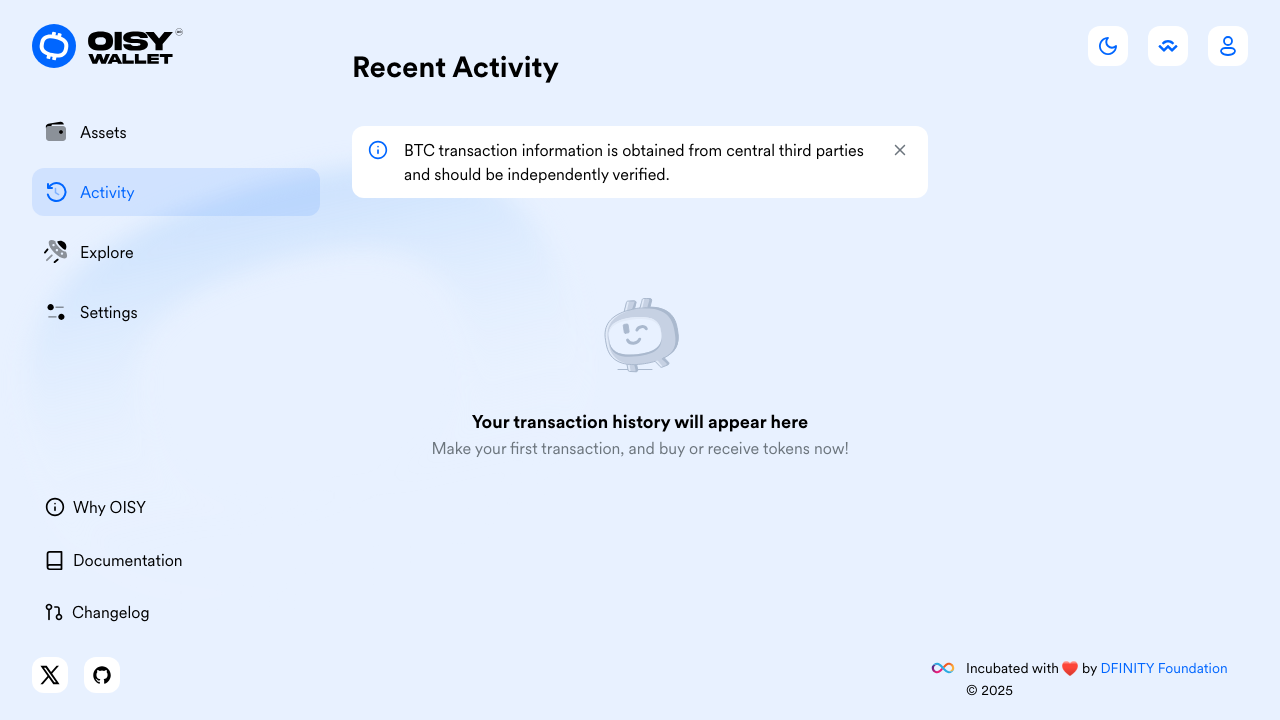 OISY
WALLET
Recent Activity
Assets
Activity
Explore
Settings
BTC transaction information is obtained from central third parties
and should be independently verified.
Your transaction history will appear here
Make your first transaction, and buy or receive tokens now!
Why OISY
Documentation
Changelog
Incubated with ❤️ by DFINITY Foundation
© 2025